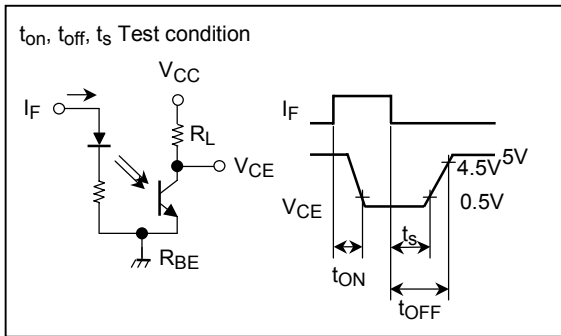 ton, toff, ts Test condition
VCC
IF
RL
VCE
RBE
IF
5V
4.5V
VCE
0.5V
ts
tON
tOFF